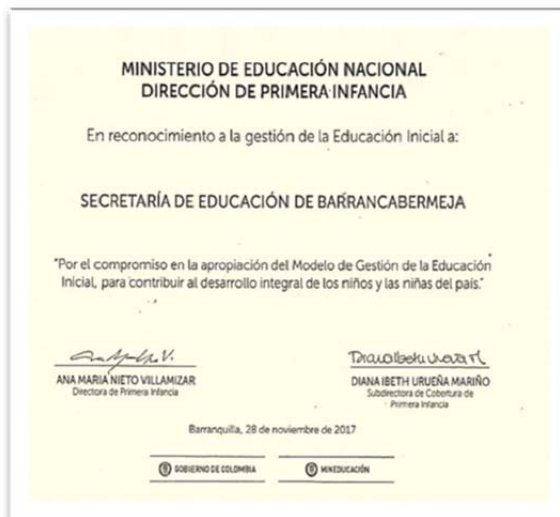 MINISTERIO DE EDUCACIÓN NACIONAL
DIRECCIÓN DE PRIMERA INFANCIA
En reconocimiento a la gestión de la Educación Inicial a:
SECRETARÍA DE EDUCACIÓN DE BARRANCABERMEJA
"Por el compromiso en la apropiación del Modelo de Gestión de la Educación
Inicial, para contribuir al desarrollo integral de los niños y las niñas del país."
ANA MARIA NIETO VILLAMIZAR
Directora de Primera Infancia
DIANA IBETH URUEÑA MARIÑO
Subdirectora de Cobertura de
Primera Infancia
Barranquilla, 28 de noviembre de 2017
GOBIERNO DE COLOMBIA
MINEDUCACIÓN